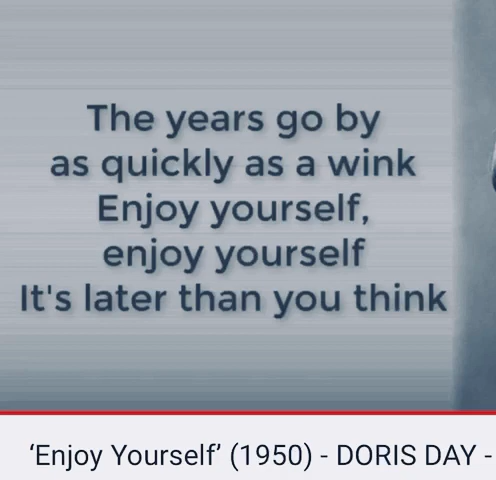 The years go by
as quickly as a wink
Enjoy yourself,
enjoy yourself
It's later than you think
‘Enjoy Yourself’ (1950) - DORIS DAY -